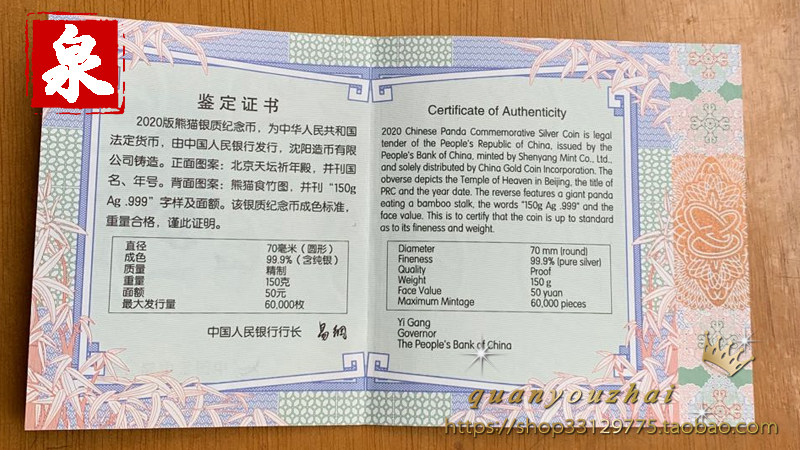 泉
鉴定证书
2020版熊猫银质纪念币，为中华人民共和国
法定货币，由中国人民银行发行，沈阳造币有限
公司铸造。正面图案：北京天坛祈年殿，并刊国
名、年号。背面图案：熊猫食竹图，并刊“150g
Ag .999”字样及面额。该银质纪念币成色标准，
重量合格，谨此证明。
直径 70毫米（圆形）
成色 99.9%（含纯银）
质量 精制
重量 150克
面额 50元
最大发行量 60,000枚
中国人民银行行长 易纲
Certificate of Authenticity
2020 Chinese Panda Commemorative Silver Coin is legal
tender of the People's Republic of China, issued by the
People's Bank of China, minted by Shenyang Mint Co., Ltd.,
and solely distributed by China Gold Coin Incorporation. The
obverse depicts the Temple of Heaven in Beijing, the title of
PRC and the year date. The reverse features a giant panda
eating a bamboo stalk, the words "150g Ag .999" and the
face value. This is to certify that the coin is up to standard
as to its fineness and weight.
Diameter 70 mm (round)
Fineness 99.9% (pure silver)
Quality Proof
Weight 150 g
Face Value 50 yuan
Maximum Mintage 60,000 pieces
Yi Gang
Governor
The People's Bank of China
quanyouzhai
https://shop33129775.taobao.com